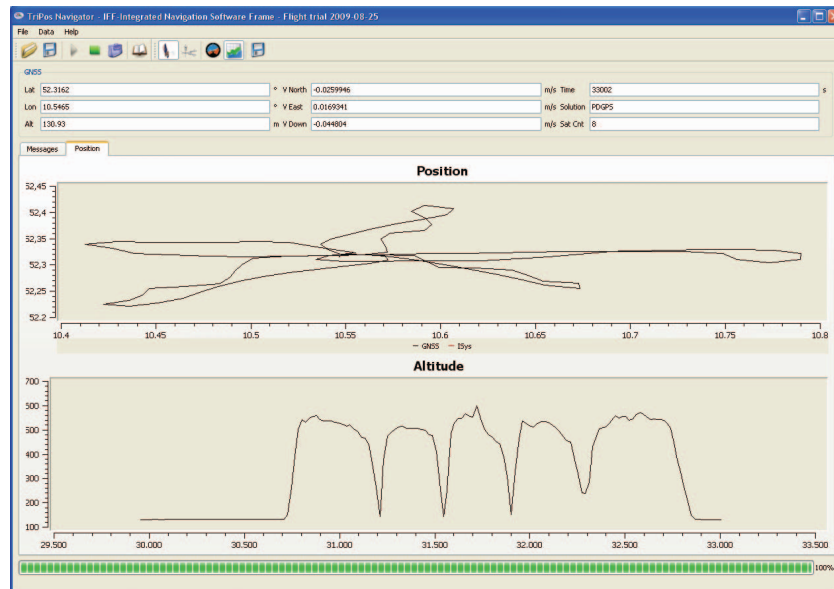 TriPos Navigator - IFF-Integrated Navigation Software Frame - Flight trial 2009-08-25
File Data Help
GNSS
Lat 52.3162 ° V North -0.0259946 m/s Time 33002 s
Lon 10.5465 ° V East 0.0169341 m/s Solution PDGPS
Alt 130.93 m V Down -0.044804 m/s Sat Cnt 8
Messages Position
Position
52,45
52,4
52,35
52,3
52,25
52.2
10.4 10.45 10.5 10.55 10.6 10.65 10.7 10.75 10.8
GNSS ISys
Altitude
700
600
500
400
300
200
100
29.500 30.000 30.500 31.000 31.500 32.000 32.500 33.000 33.500
100%